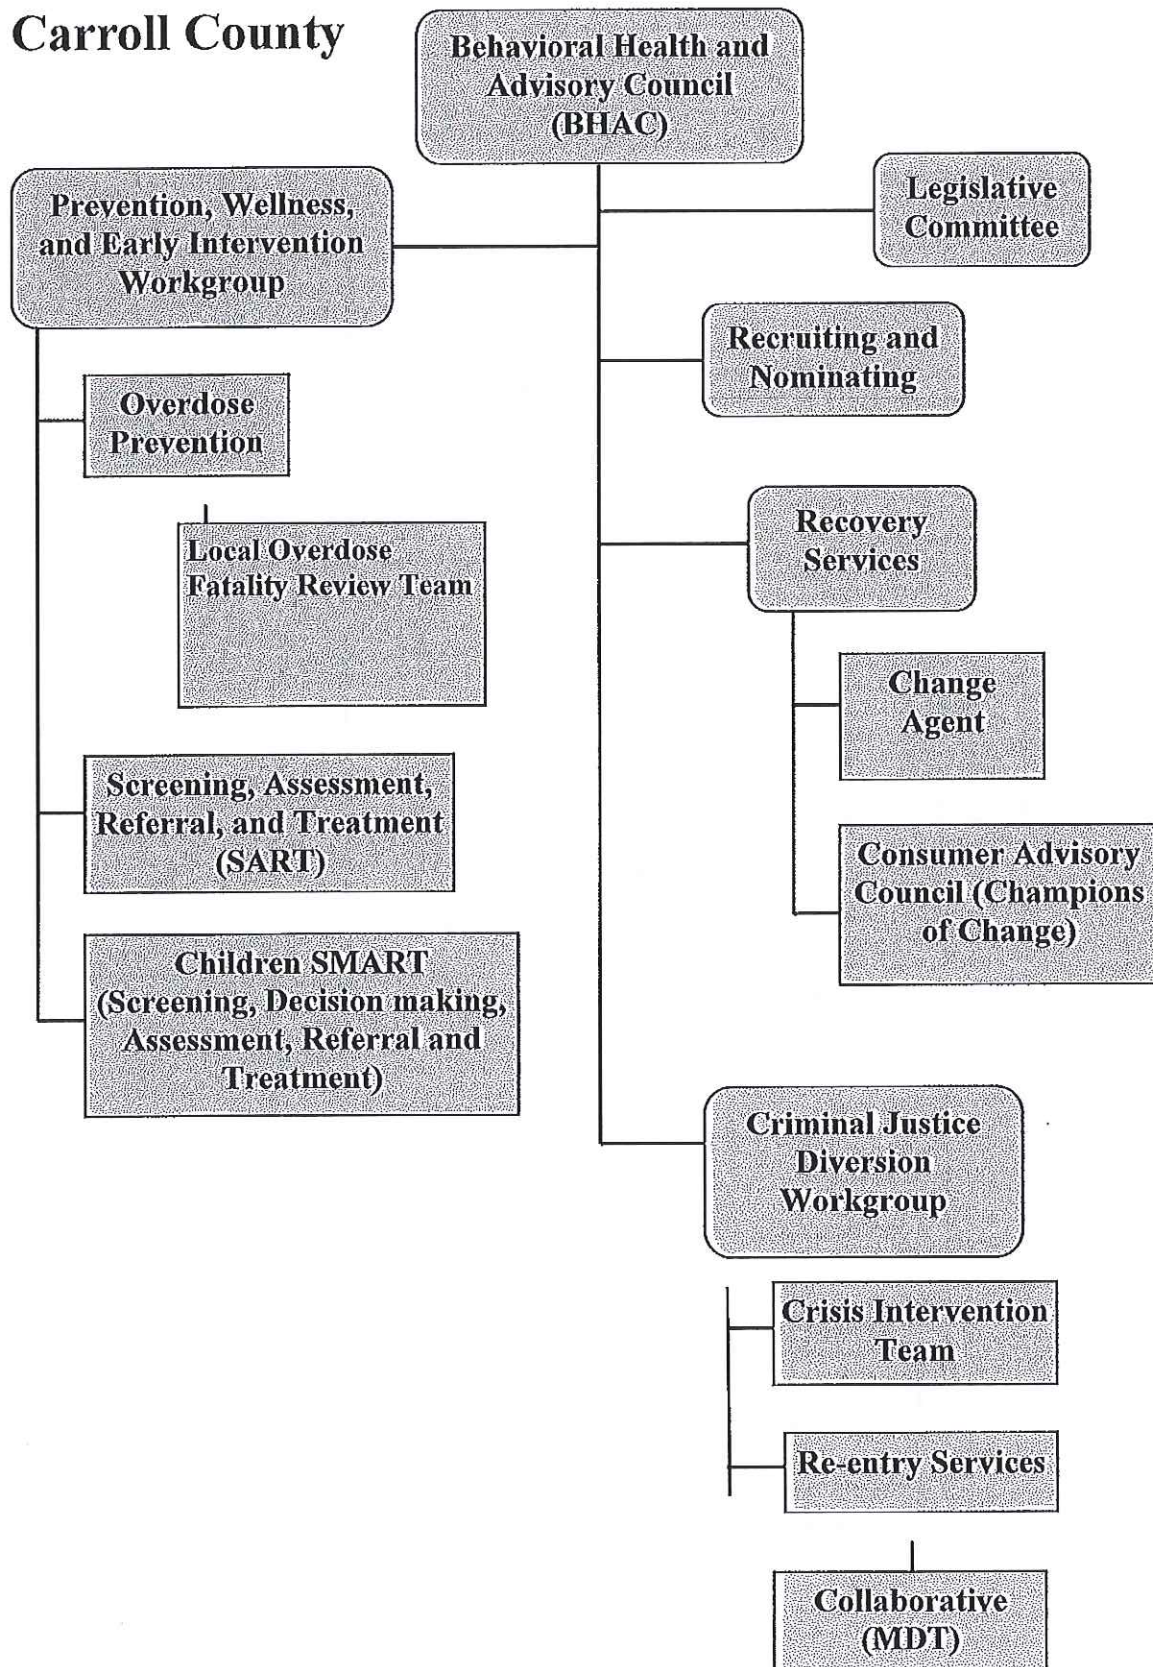 Carroll County
Behavioral Health and
Advisory Council
(BHAC)
Prevention, Wellness,
and Early Intervention
Workgroup
Legislative
Committee
Recruiting and
Nominating
Overdose
Prevention
Recovery
Services
Local Overdose
Fatality Review Team
Change
Agent
Screening, Assessment,
Referral, and Treatment
(SART)
Consumer Advisory
Council (Champions
of Change)
Children SMART
(Screening, Decision making,
Assessment, Referral and
Treatment)
Criminal Justice
Diversion
Workgroup
Crisis Intervention
Team
Re-entry Services
Collaborative
(MDT)